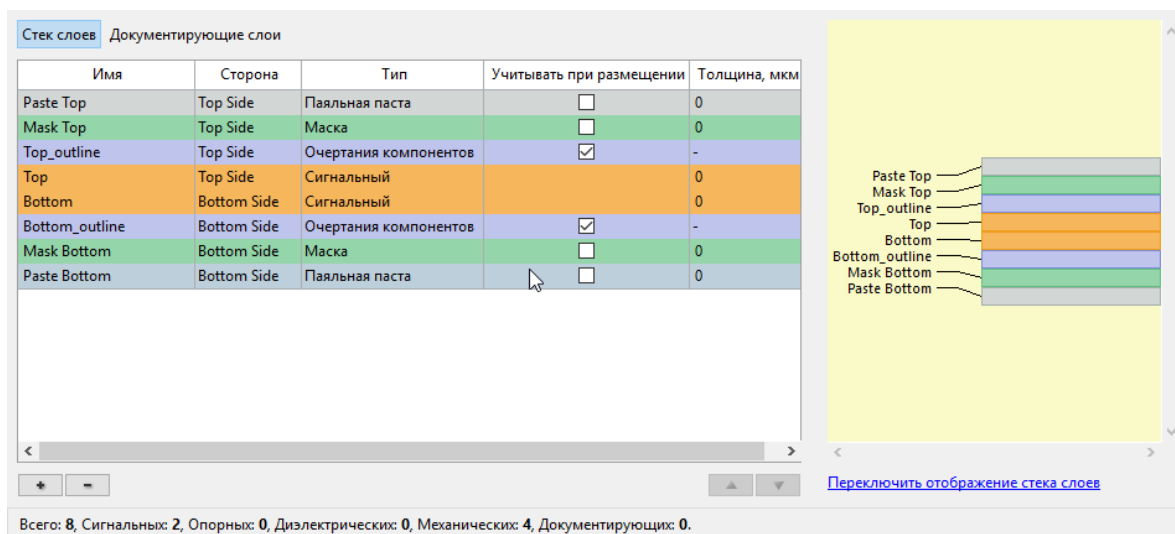 Стек слоев Документирующие слои
Имя Сторона Тип Учитывать при размещении Толщина, мкм
Paste Top Top Side Паяльная паста 0
Mask Top Top Side Маска 0
Top_outline Top Side Очертания компонентов -
Top Top Side Сигнальный 0
Bottom Bottom Side Сигнальный 0
Bottom_outline Bottom Side Очертания компонентов -
Mask Bottom Bottom Side Маска 0
Paste Bottom Bottom Side Паяльная паста 0
Paste Top
Mask Top
Top_outline
Top
Bottom
Bottom_outline
Mask Bottom
Paste Bottom
Переключить отображение стека слоев
Всего: 8, Сигнальных: 2, Опорных: 0, Диэлектрических: 0, Механических: 4, Документирующих: 0.